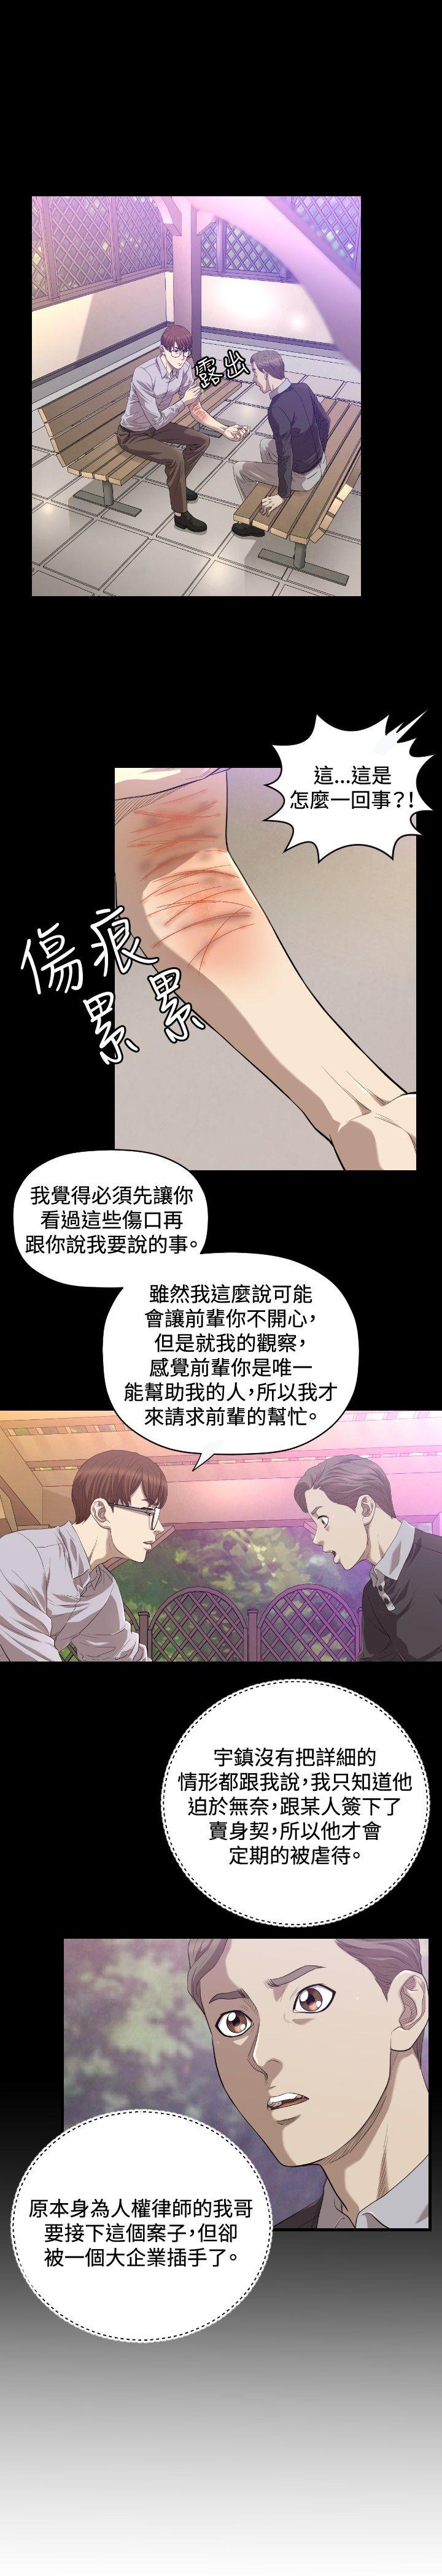 露出
這...這是
怎麼一回事?!
傷痕
累累
我覺得必須先讓你
看過這些傷口再
跟你說我要說的事。
雖然我這麼說可能
會讓前輩你不開心,
但是就我的觀察,
感覺前輩你是唯一
能幫助我的人,所以我才
來請求前輩的幫忙。
宇鎮沒有把詳細的
情形都跟我說,我只知道他
迫於無奈,跟某人簽下了
賣身契,所以他才會
定期的被虐待。
原本身為人權律師的我哥
要接下這個案子,但卻
被一個大企業插手了。